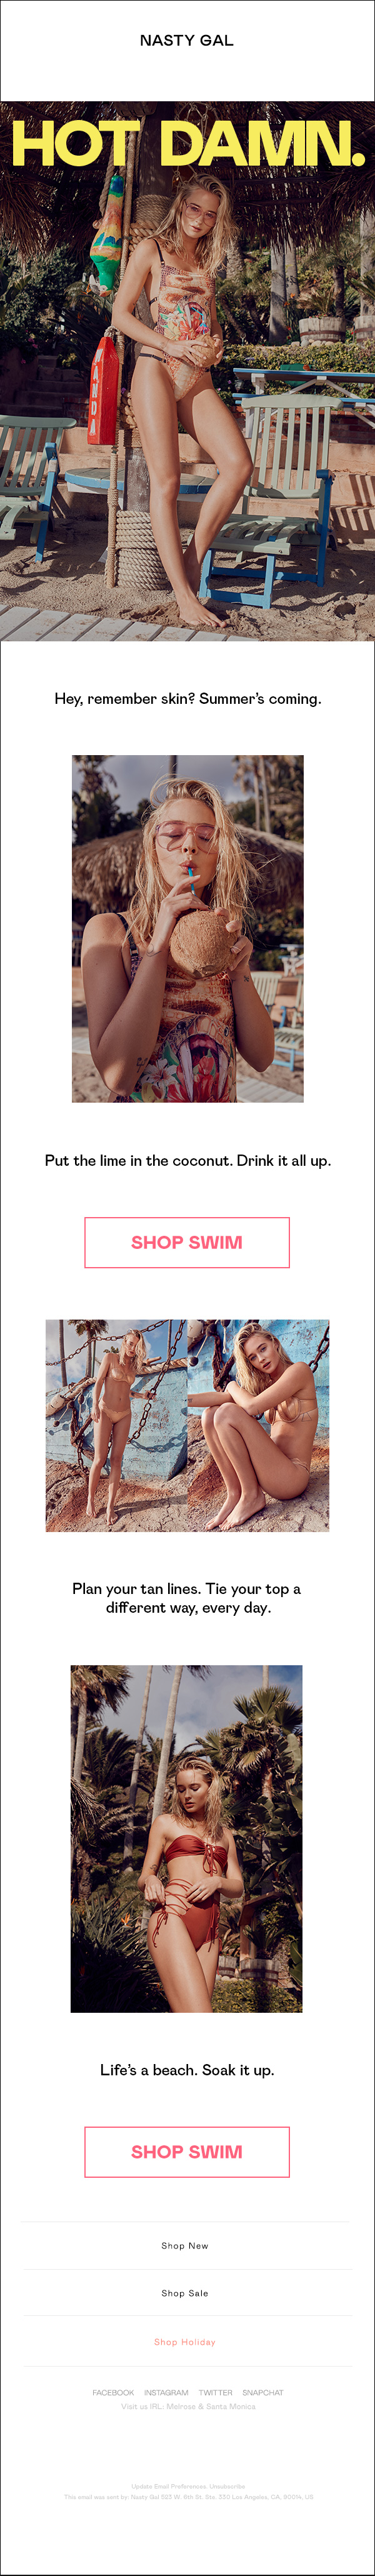 NASTY GAL
HOT DAMN.
WANDA
Hey, remember skin? Summer's coming.
Put the lime in the coconut. Drink it all up.
SHOP SWIM
Plan your tan lines. Tie your top a
different way, every day.
Life's a beach. Soak it up.
SHOP SWIM
Shop New
Shop Sale
Shop Holiday
FACEBOOK INSTAGRAM TWITTER SNAPCHAT
Visit us IRL: Melrose & Santa Monica
Update Email Preferences. Unsubscribe
This email was sent by: Nasty Gal 523 W. 6th St. Ste. 330 Los Angeles, CA, 90014, US